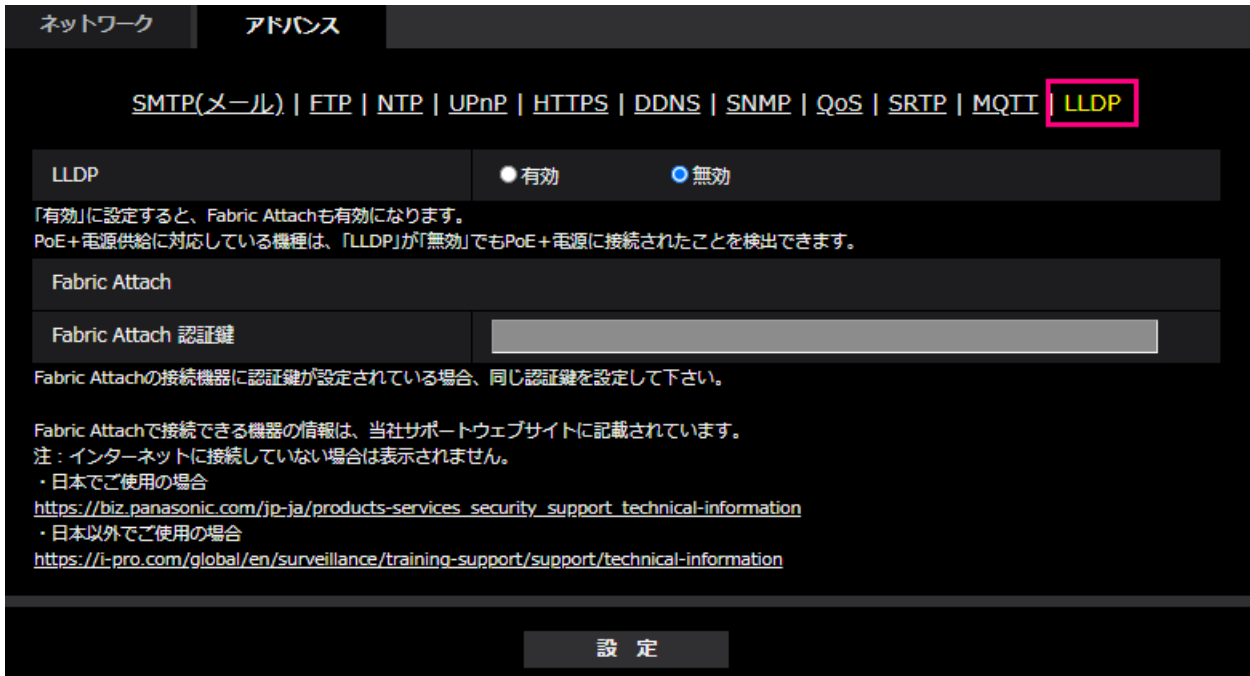 ネットワーク アドバンス
SMTP(メール) | FTP | NTP | UPnP | HTTPS | DDNS | SNMP | QoS | SRTP | MQTT | LLDP
LLDP 有効 無効
「有効」に設定すると、Fabric Attachも有効になります。
PoE+電源供給に対応している機種は、「LLDP」が「無効」でもPoE+電源に接続されたことを検出できます。
Fabric Attach
Fabric Attach 認証鍵
Fabric Attachの接続機器に認証鍵が設定されている場合、同じ認証鍵を設定して下さい。
Fabric Attachで接続できる機器の情報は、当社サポートウェブサイトに記載されています。
注：インターネットに接続していない場合は表示されません。
・日本でご使用の場合
https://biz.panasonic.com/jp-ja/products-services_security_support_technical-information
・日本以外でご使用の場合
https://i-pro.com/global/en/surveillance/training-support/support/technical-information
設 定